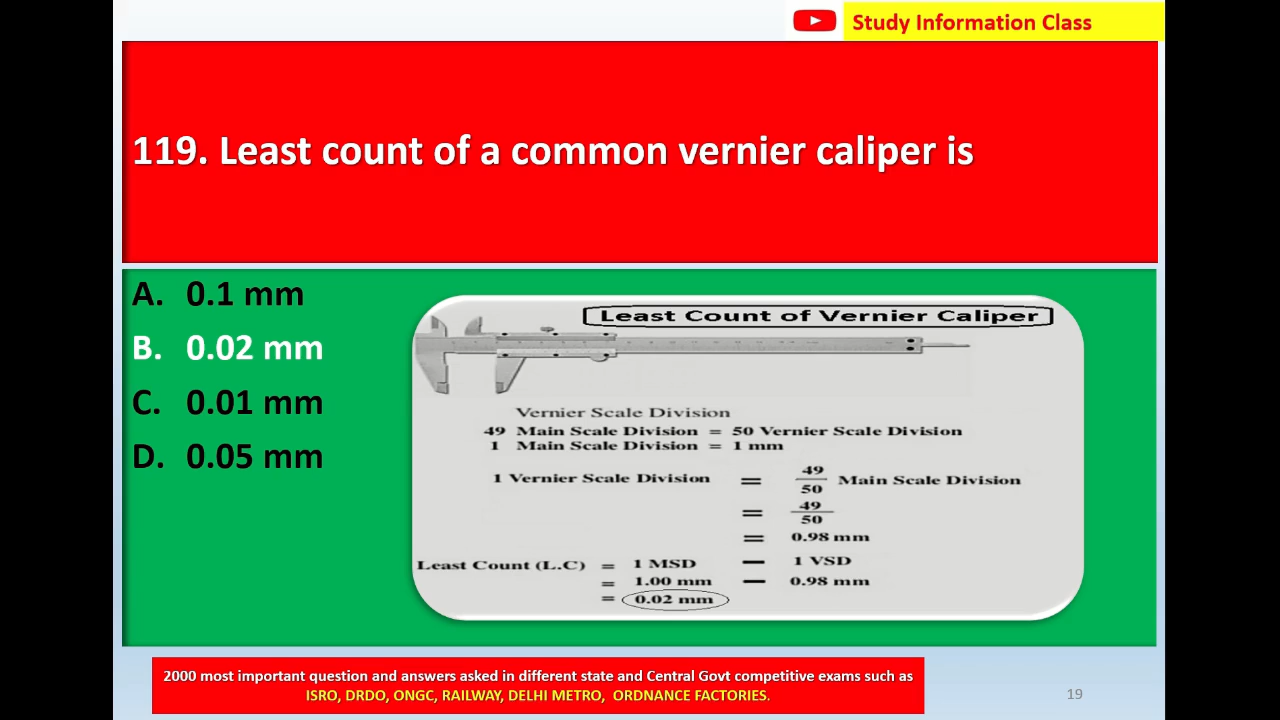 Study Information Class
119. Least count of a common vernier caliper is
A. 0.1 mm
B. 0.02 mm
C. 0.01 mm
D. 0.05 mm
Least Count of Vernier Caliper
Vernier Scale Division
49 Main Scale Division = 50 Vernier Scale Division
1 Main Scale Division = 1 mm
1 Vernier Scale Division = 49/50 Main Scale Division
= 49/50
= 0.98 mm
Least Count (L.C) = 1 MSD — 1 VSD
= 1.00 mm — 0.98 mm
= 0.02 mm
2000 most important question and answers asked in different state and Central Govt competitive exams such as
ISRO, DRDO, ONGC, RAILWAY, DELHI METRO, ORDNANCE FACTORIES.
19